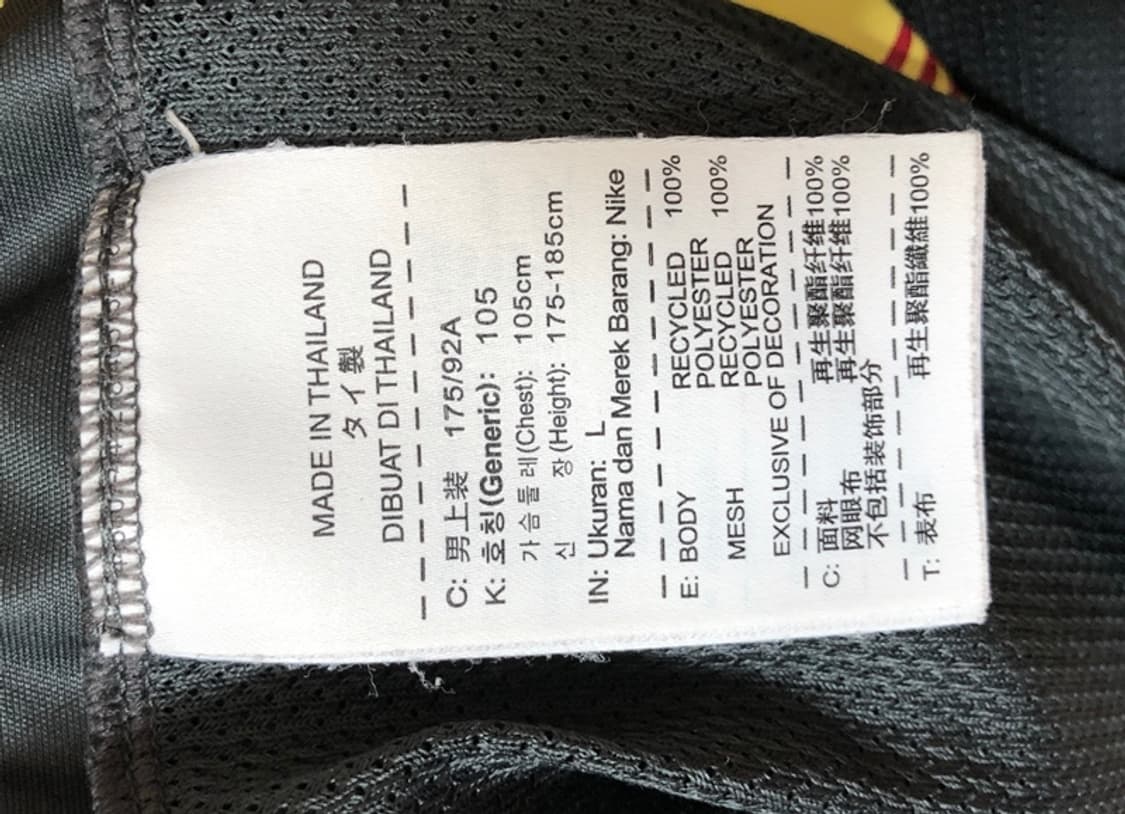 MADE IN THAILAND
タイ製
DIBUAT DI THAILAND
C: 男上装 175/92A
K: 호칭(Generic): 105
가슴둘레(Chest): 105cm
신 장(Height): 175-185cm
IN: Ukuran: L
Nama dan Merek Barang: Nike
E: BODY RECYCLED 100%
POLYESTER
MESH RECYCLED 100%
POLYESTER
EXCLUSIVE OF DECORATION
C: 面料 再生聚酯纤维100%
网眼布 再生聚酯纤维100%
不包括装饰部分
T: 表布 再生聚酯纖維100%